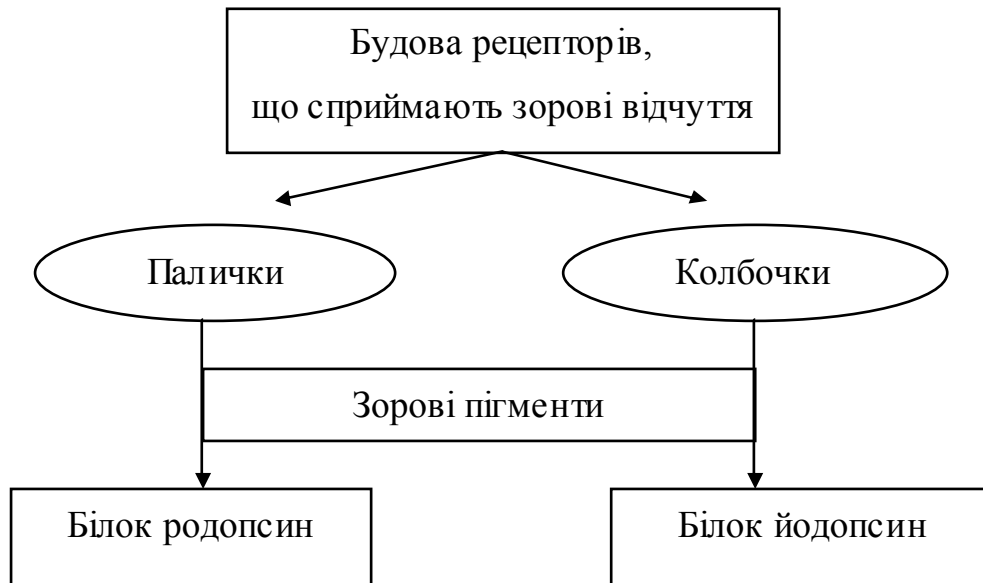 Будова рецепторів,
що сприймають зорові відчуття
Палички
Колбочки
Зорові пігменти
Білок родопсин
Білок йодопсин